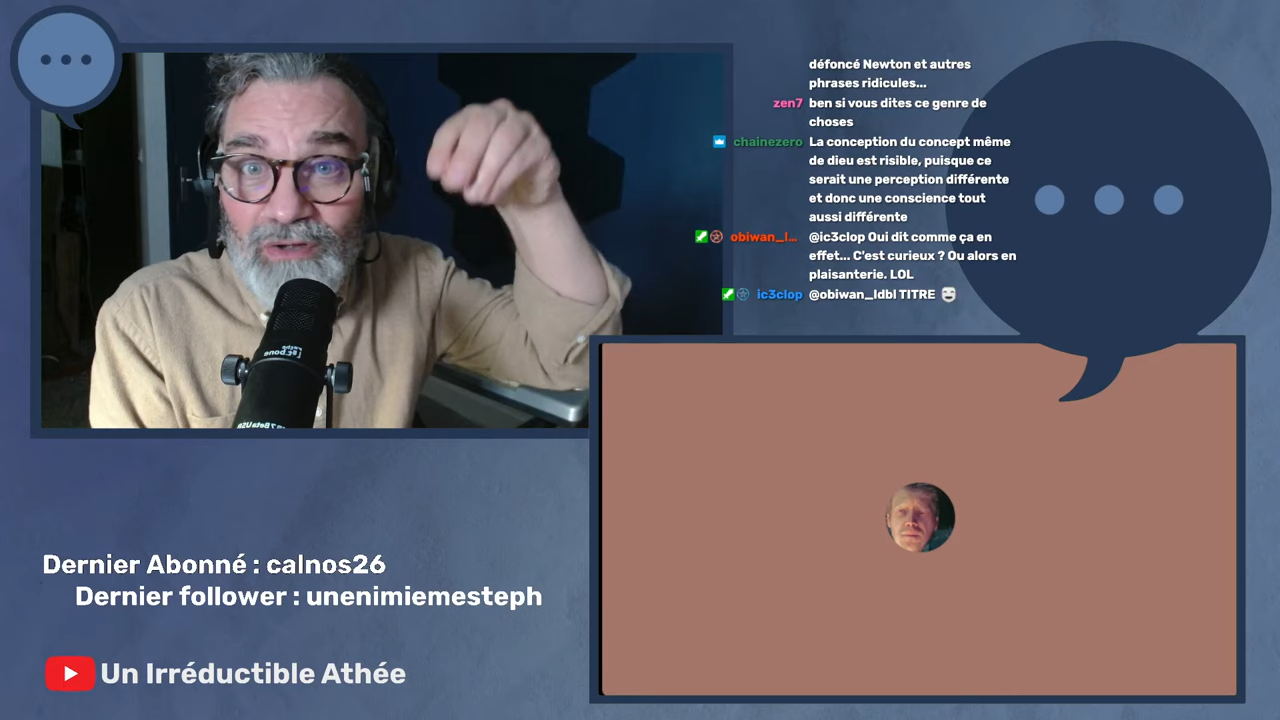 défoncé Newton et autres
phrases ridicules...
zen7 ben si vous dites ce genre de
choses
chainezero La conception du concept même
de dieu est risible, puisque ce
serait une perception différente
et donc une conscience tout
aussi différente
obiwan_l... @ic3clop Oui dit comme ça en
effet... C'est curieux ? Ou alors en
plaisanterie. LOL
ic3clop @obiwan_ldbl TITRE
Dernier Abonné : calnos26
Dernier follower : unenimiemesteph
Un Irréductible Athée